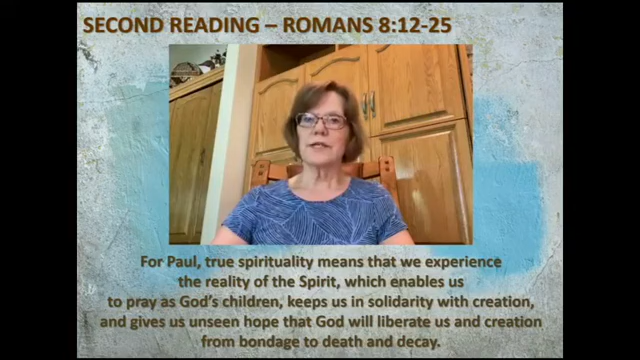 SECOND READING – ROMANS 8:12-25
For Paul, true spirituality means that we experience
the reality of the Spirit, which enables us
to pray as God's children, keeps us in solidarity with creation,
and gives us unseen hope that God will liberate us and creation
from bondage to death and decay.